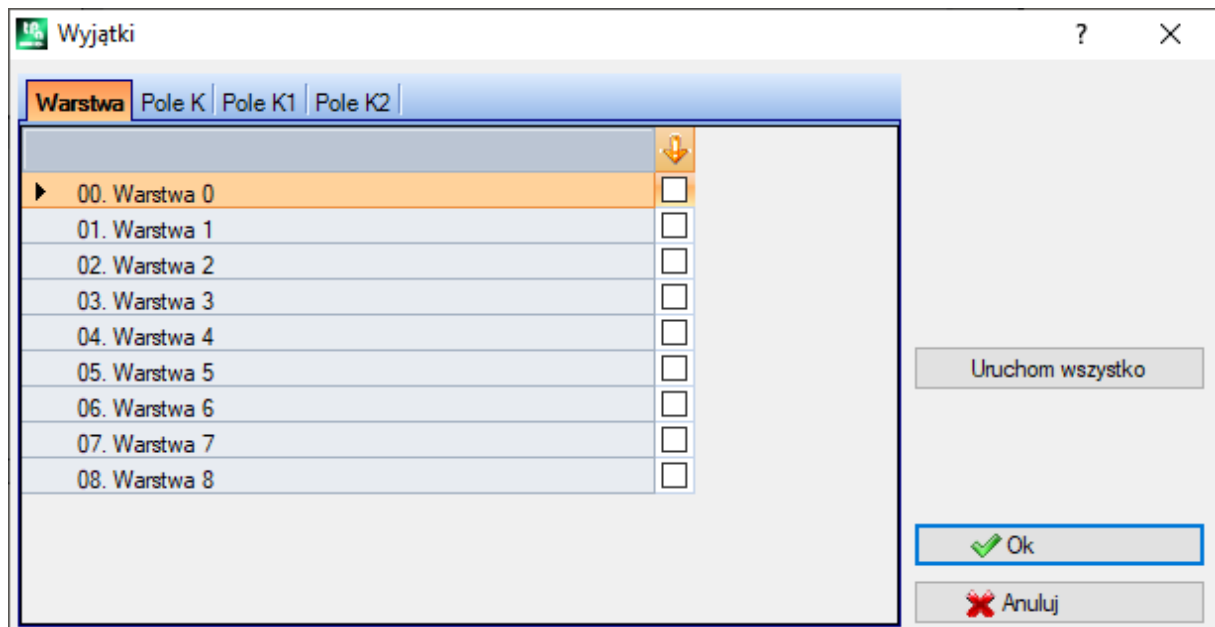 Wyjątki
?
Warstwa Pole K Pole K1 Pole K2
00. Warstwa 0
01. Warstwa 1
02. Warstwa 2
03. Warstwa 3
04. Warstwa 4
05. Warstwa 5
06. Warstwa 6
07. Warstwa 7
08. Warstwa 8
Uruchom wszystko
Ok
Anuluj